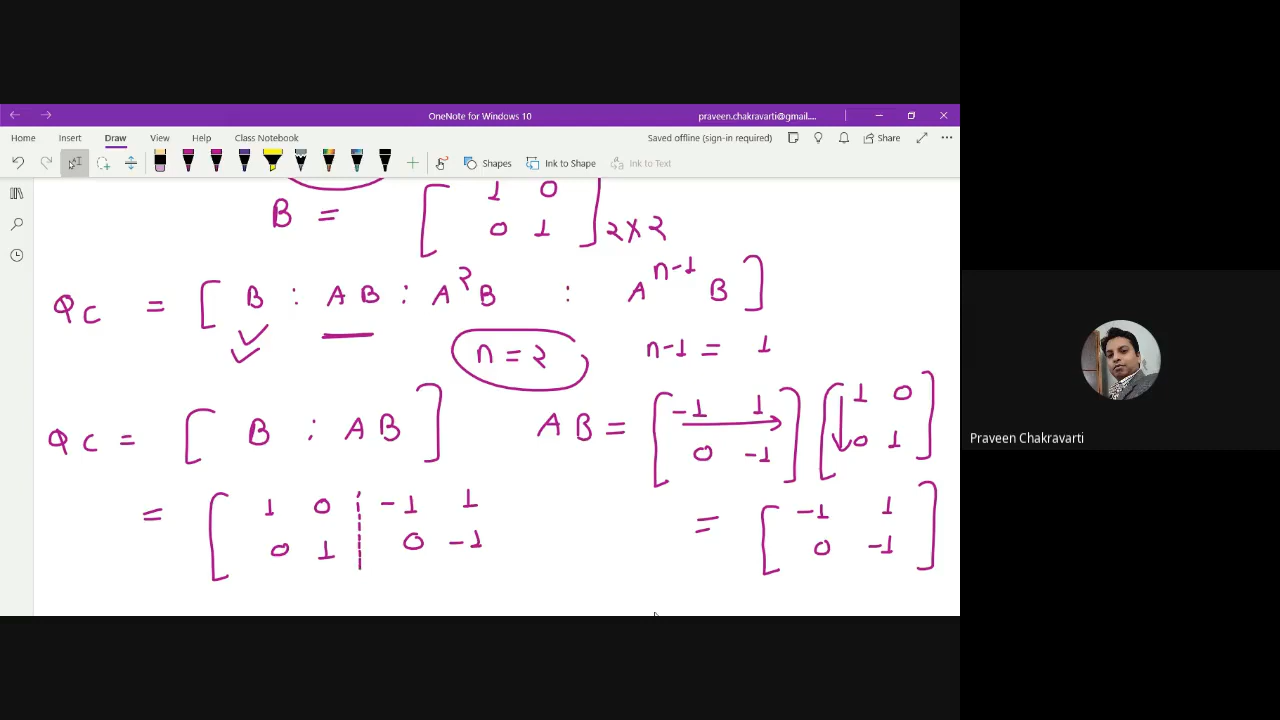 OneNote for Windows 10
praveen.chakravarti@gmail....
Home Insert Draw View Help Class Notebook
Saved offline (sign-in required) Share
Shapes Ink to Shape Ink to Text
B = [ 1 0
0 1 ] 2X2
Qc = [ B : AB : A²B : A^(n-1) B ]
n = 2
n-1 = 1
Qc = [ B : AB ]
AB = [ -1 1 ] [ 1 0 ]
[ 0 -1 ] [ 0 1 ]
= [ 1 0 ¦ -1 1
0 1 ¦ 0 -1
= [ -1 1 ]
[ 0 -1 ]
Praveen Chakravarti